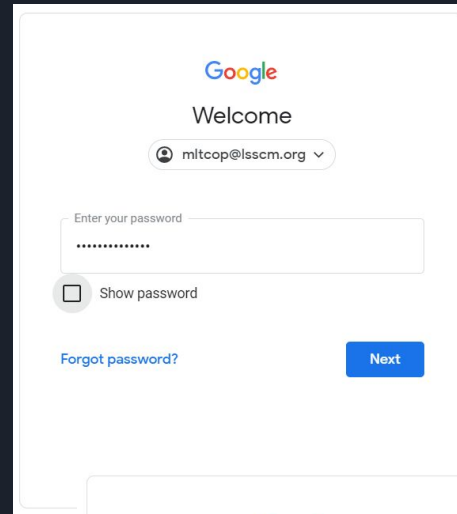 Google
Welcome
mltcop@lsscm.org
Enter your password
••••••••••••••
Show password
Forgot password?
Next